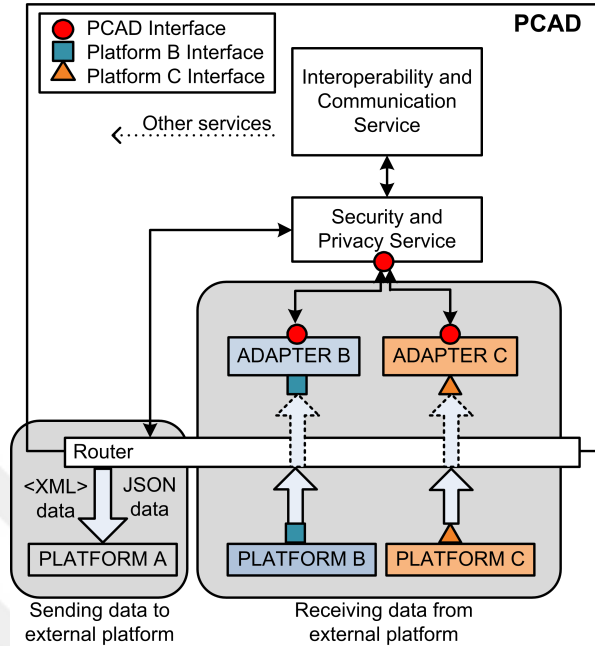 PCAD
PCAD Interface
Platform B Interface
Platform C Interface
Interoperability and
Communication
Service
Other services
Security and
Privacy Service
ADAPTER B
ADAPTER C
Router
<XML>
data
JSON
data
PLATFORM A
PLATFORM B
PLATFORM C
Sending data to
external platform
Receiving data from
external platform